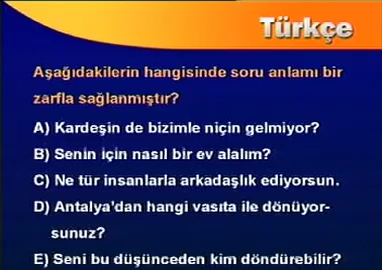 Türkçe
Aşağıdakilerin hangisinde soru anlamı bir
zarfla sağlanmıştır?
A) Kardeşin de bizimle niçin gelmiyor?
B) Senin için nasıl bir ev alalım?
C) Ne tür insanlarla arkadaşlık ediyorsun.
D) Antalya'dan hangi vasıta ile dönüyor-
sunuz?
E) Seni bu düşünceden kim döndürebilir?